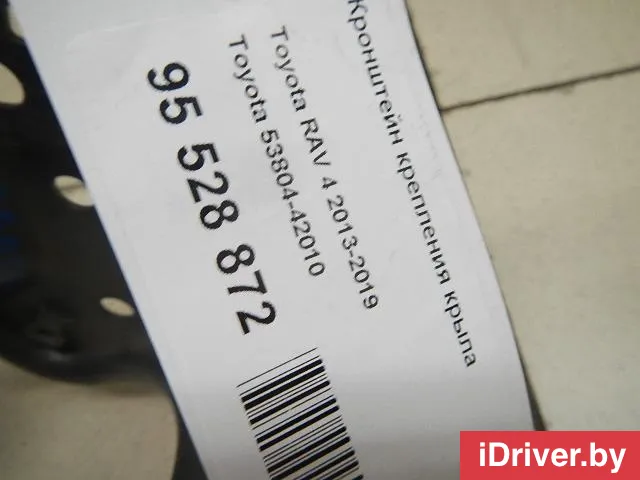 Кронштейн крепления крыла
Toyota RAV 4 2013-2019
Toyota 53804-42010
95 528 872
iDriver.by